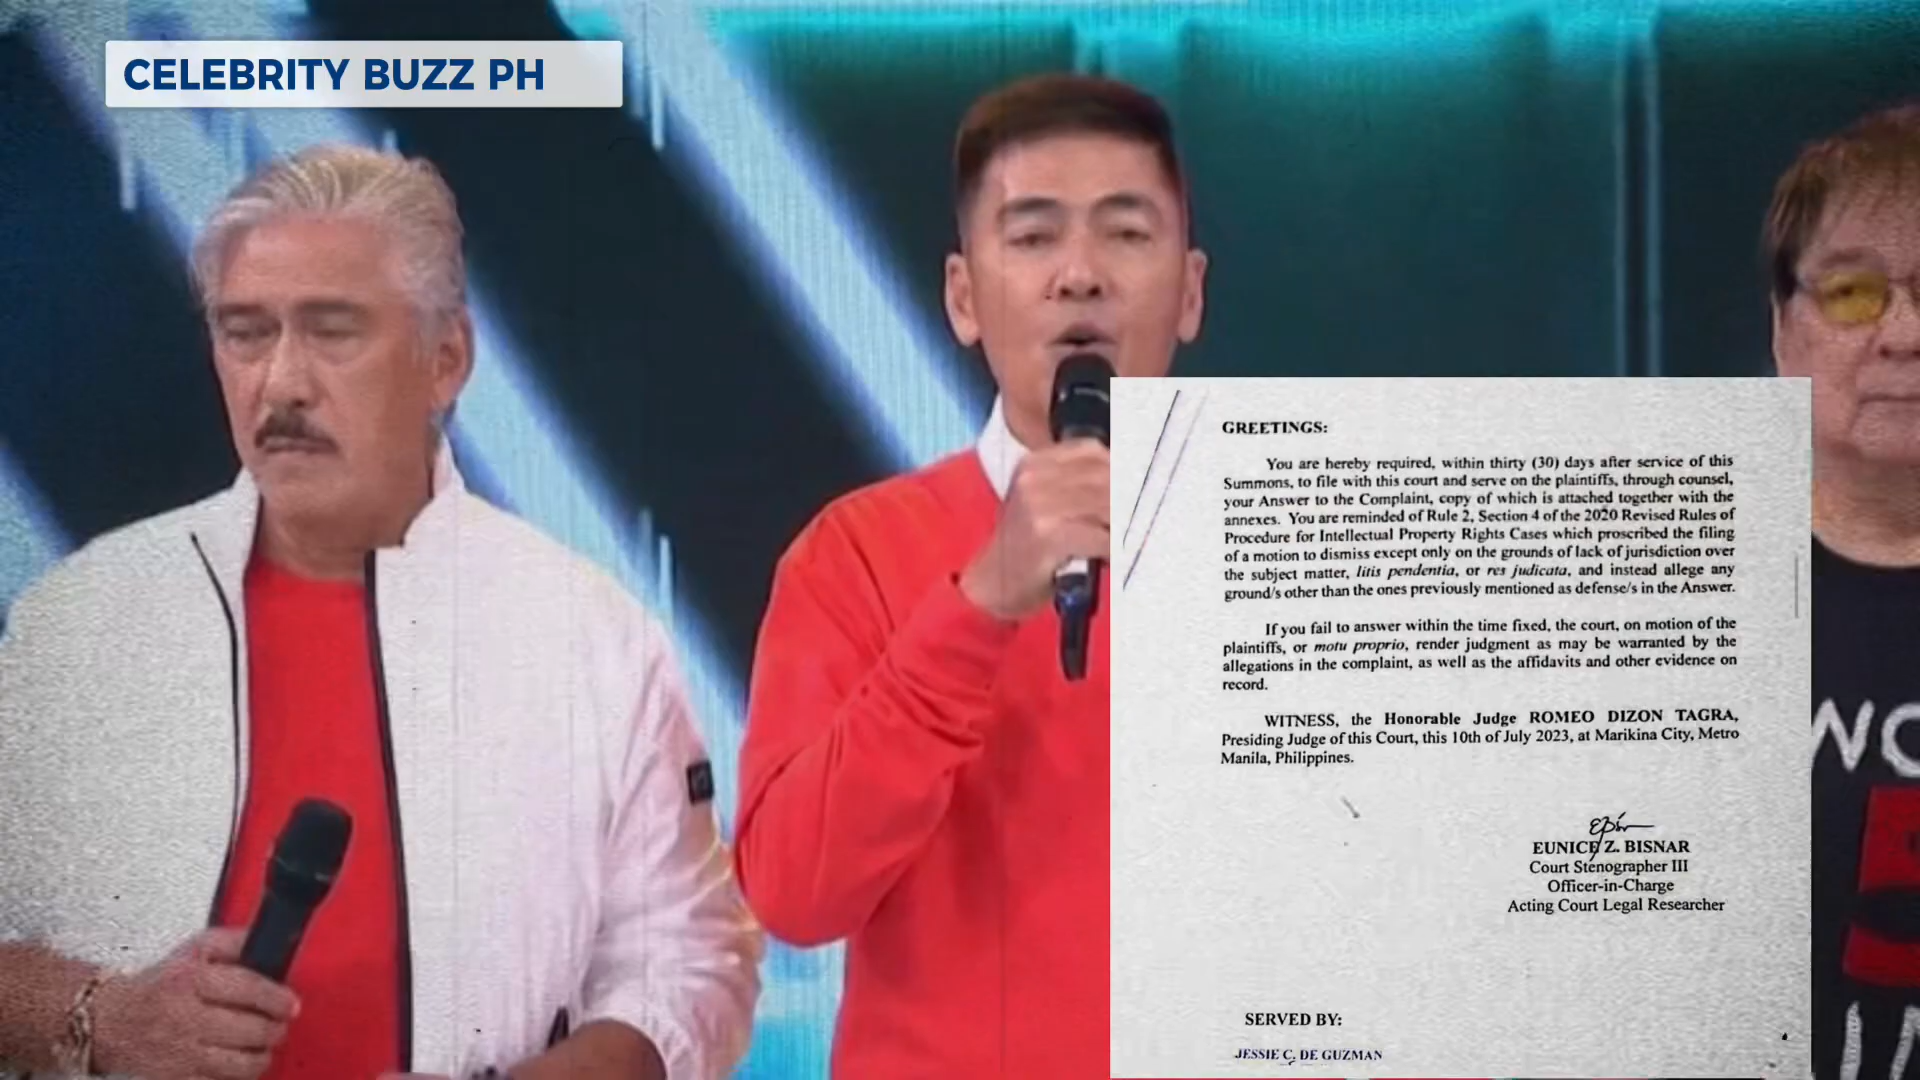 CELEBRITY BUZZ PH
GREETINGS:
You are hereby required, within thirty (30) days after service of this
Summons, to file with this court and serve on the plaintiffs, through counsel,
your Answer to the Complaint, copy of which is attached together with the
annexes. You are reminded of Rule 2, Section 4 of the 2020 Revised Rules of
Procedure for Intellectual Property Rights Cases which proscribed the filing
of a motion to dismiss except only on the grounds of lack of jurisdiction over
the subject matter, litis pendentia, or res judicata, and instead allege any
ground/s other than the ones previously mentioned as defense/s in the Answer.
If you fail to answer within the time fixed, the court, on motion of the
plaintiffs, or motu proprio, render judgment as may be warranted by the
allegations in the complaint, as well as the affidavits and other evidence on
record.
WITNESS, the Honorable Judge ROMEO DIZON TAGRA,
Presiding Judge of this Court, this 10th of July 2023, at Marikina City, Metro
Manila, Philippines.
EUNICE Z. BISNAR
Court Stenographer III
Officer-in-Charge
Acting Court Legal Researcher
SERVED BY:
JESSIE C. DE GUZMAN